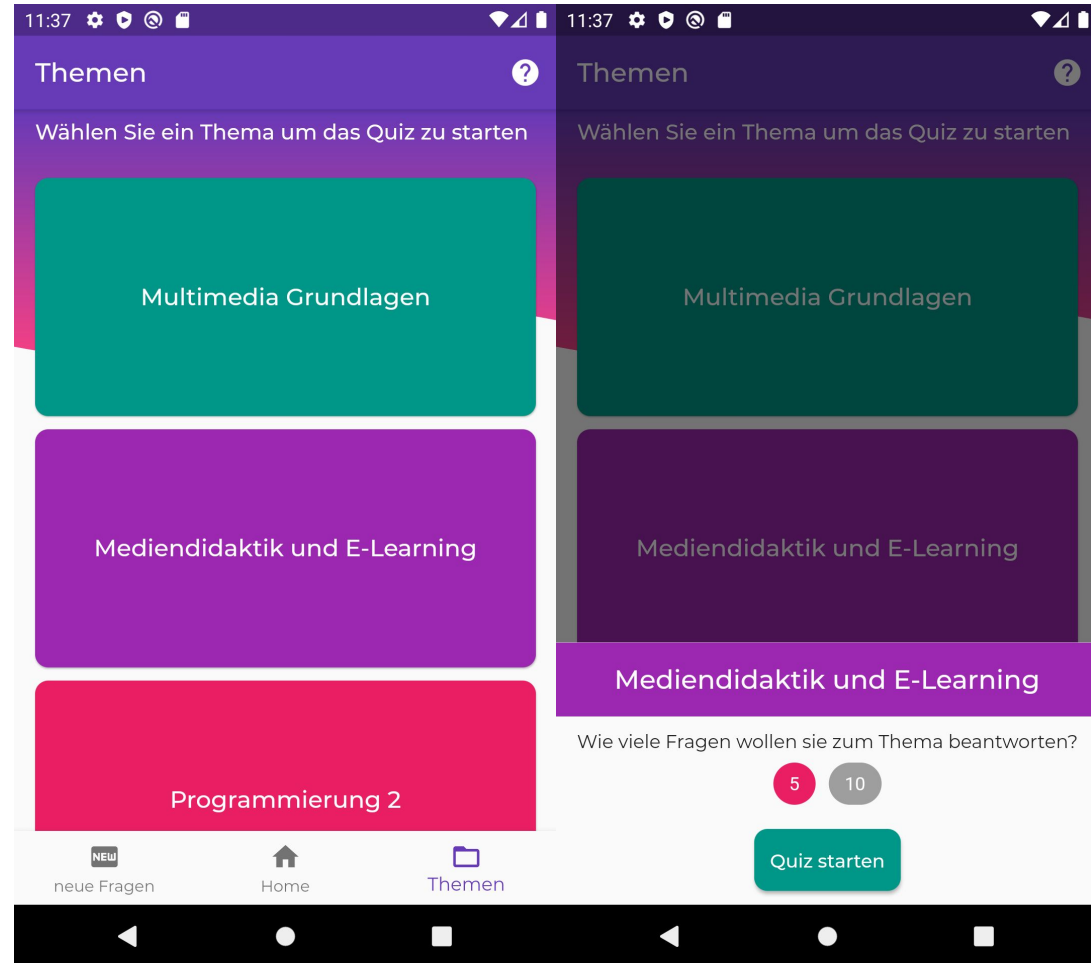 11:37
Themen
?
Wählen Sie ein Thema um das Quiz zu starten
Multimedia Grundlagen
Mediendidaktik und E-Learning
Programmierung 2
NEW
neue Fragen
Home
Themen
11:37
Themen
?
Wählen Sie ein Thema um das Quiz zu starten
Multimedia Grundlagen
Mediendidaktik und E-Learning
Mediendidaktik und E-Learning
Wie viele Fragen wollen sie zum Thema beantworten?
5 10
Quiz starten